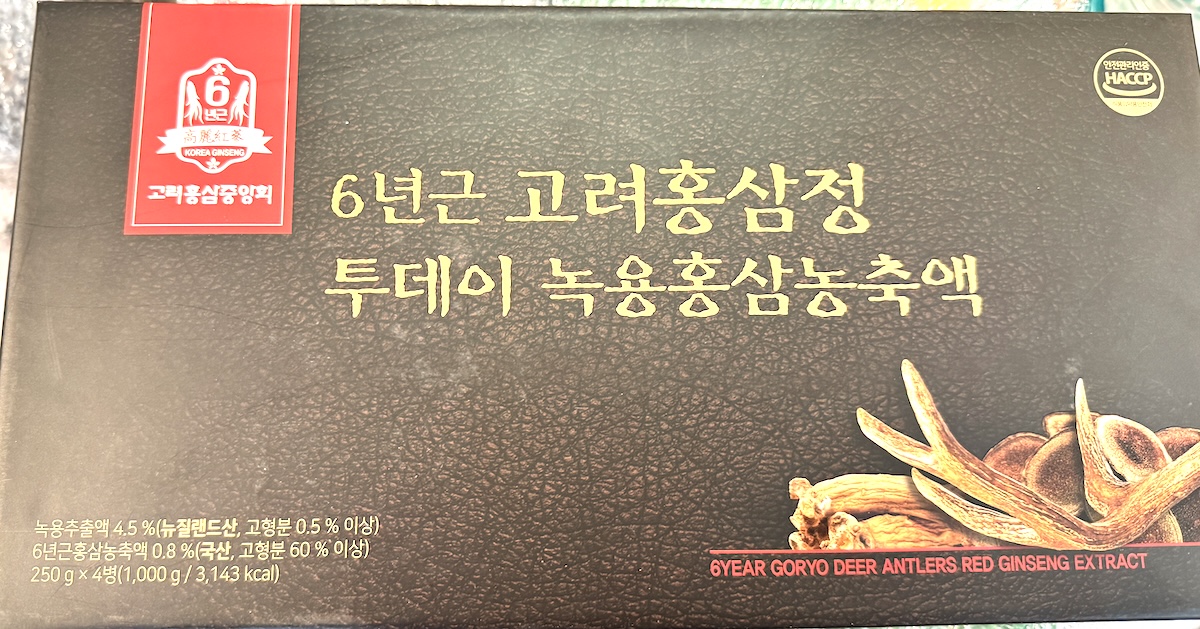 6
년근
高麗紅蔘
KOREA GINSENG
고려홍삼중앙회
안전관리인증
HACCP
6년근 고려홍삼정
투데이 녹용홍삼농축액
녹용추출액 4.5 %(뉴질랜드산, 고형분 0.5 % 이상)
6년근홍삼농축액 0.8 %(국산, 고형분 60 % 이상)
250 g × 4병(1,000 g / 3,143 kcal)
6YEAR GORYO DEER ANTLERS RED GINSENG EXTRACT